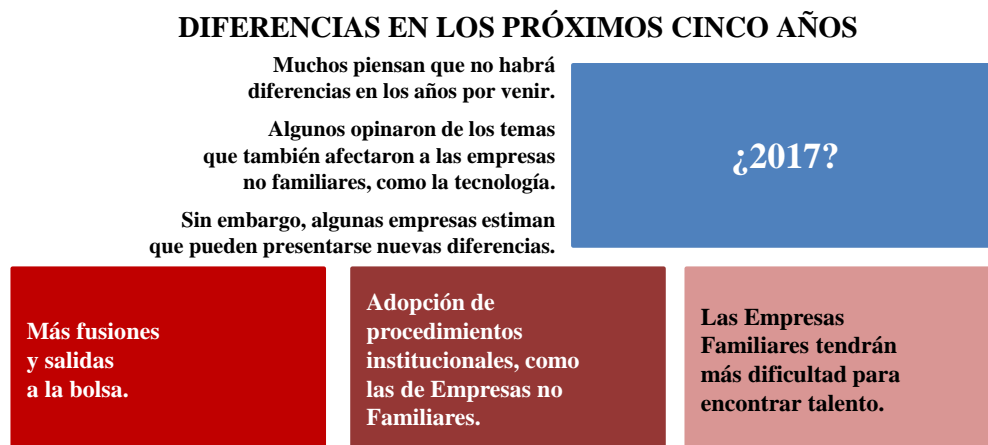 DIFERENCIAS EN LOS PRÓXIMOS CINCO AÑOS
Muchos piensan que no habrá
diferencias en los años por venir.
Algunos opinaron de los temas
que también afectaron a las empresas
no familiares, como la tecnología.
Sin embargo, algunas empresas estiman
que pueden presentarse nuevas diferencias.
¿2017?
Más fusiones
y salidas
a la bolsa.
Adopción de
procedimientos
institucionales, como
las de Empresas no
Familiares.
Las Empresas
Familiares tendrán
más dificultad para
encontrar talento.